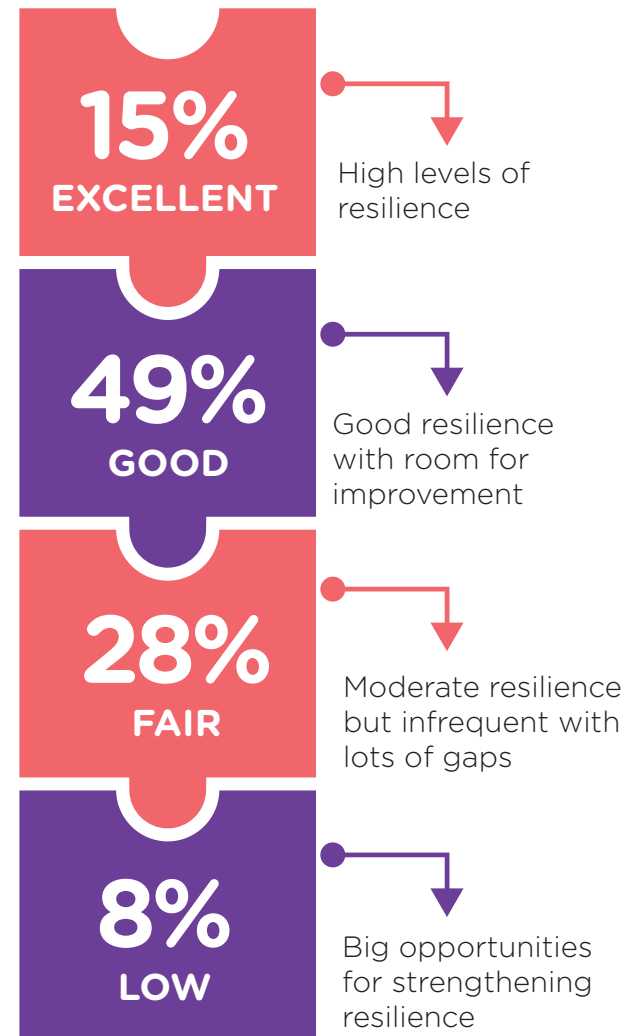 15%
EXCELLENT
High levels of
resilience
49%
GOOD
Good resilience
with room for
improvement
28%
FAIR
Moderate resilience
but infrequent with
lots of gaps
8%
LOW
Big opportunities
for strengthening
resilience